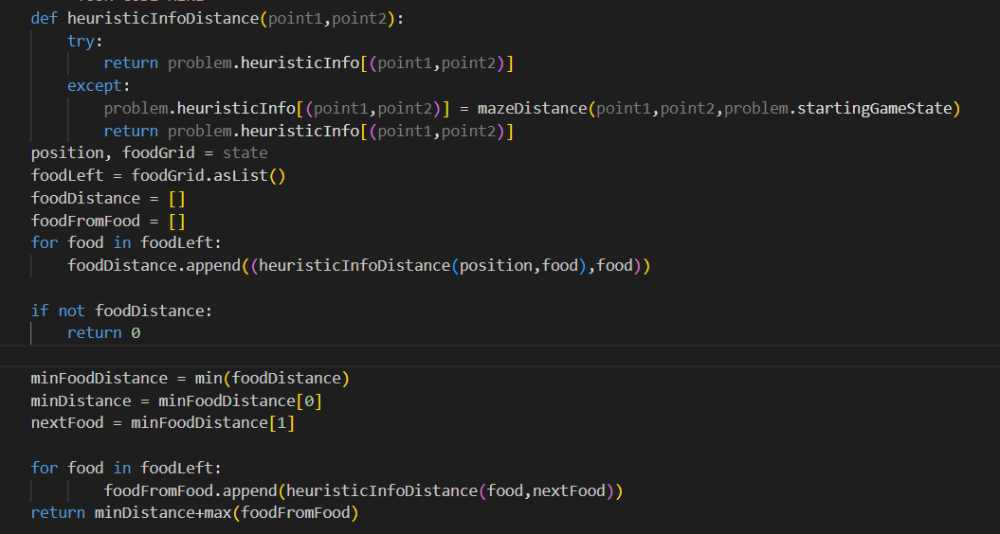 def heuristicInfoDistance(point1,point2):
    try:
        return problem.heuristicInfo[(point1,point2)]
    except:
        problem.heuristicInfo[(point1,point2)] = mazeDistance(point1,point2,problem.startingGameState)
        return problem.heuristicInfo[(point1,point2)]
position, foodGrid = state
foodLeft = foodGrid.asList()
foodDistance = []
foodFromFood = []
for food in foodLeft:
    foodDistance.append((heuristicInfoDistance(position,food),food))

if not foodDistance:
    return 0

minFoodDistance = min(foodDistance)
minDistance = minFoodDistance[0]
nextFood = minFoodDistance[1]

for food in foodLeft:
        foodFromFood.append(heuristicInfoDistance(food,nextFood))
return minDistance+max(foodFromFood)